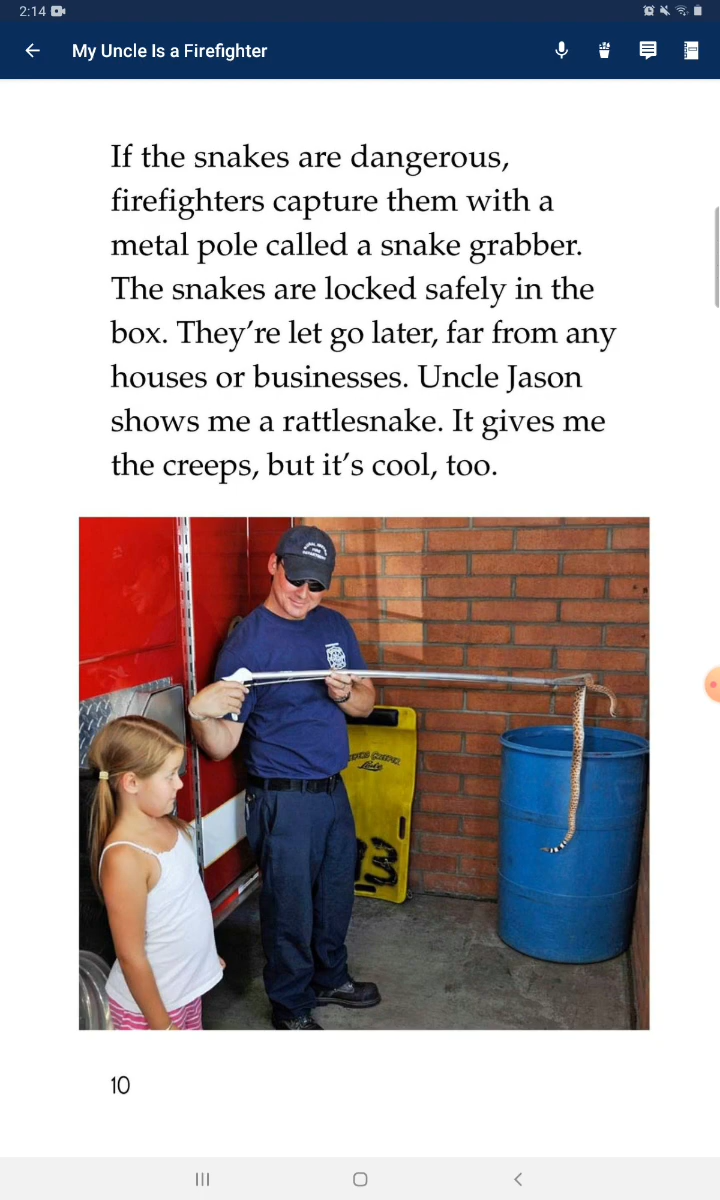 2:14
My Uncle Is a Firefighter
If the snakes are dangerous,
firefighters capture them with a
metal pole called a snake grabber.
The snakes are locked safely in the
box. They're let go later, far from any
houses or businesses. Uncle Jason
shows me a rattlesnake. It gives me
the creeps, but it's cool, too.
10